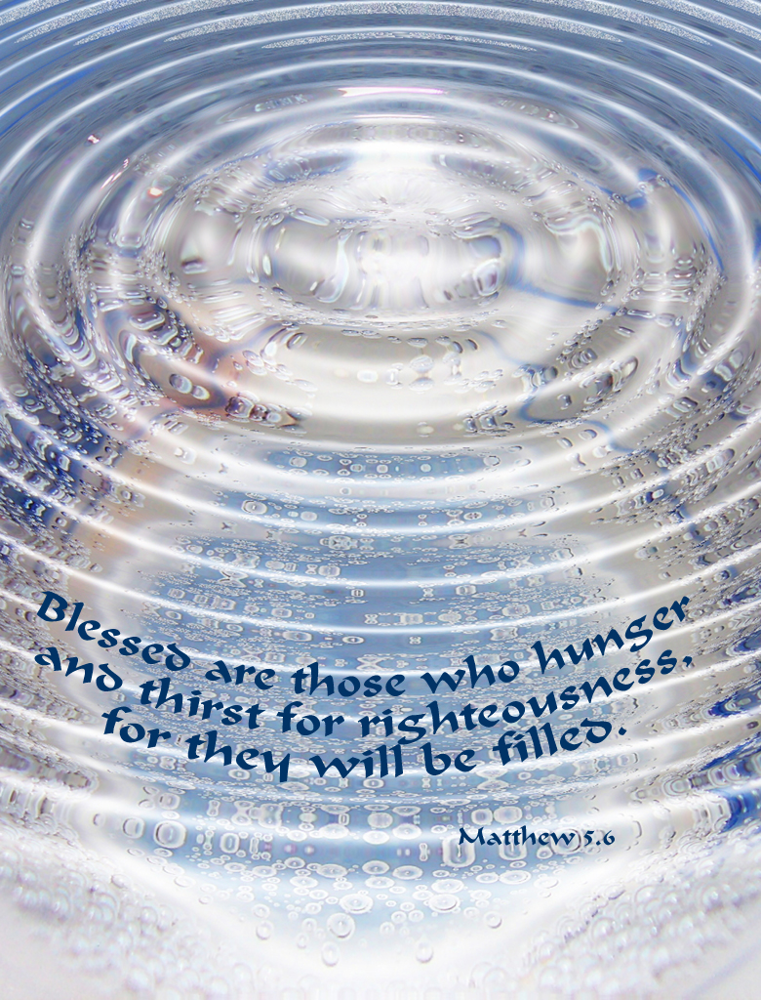 Blessed are those who hunger
and thirst for righteousness,
for they will be filled.
Matthew 5.6